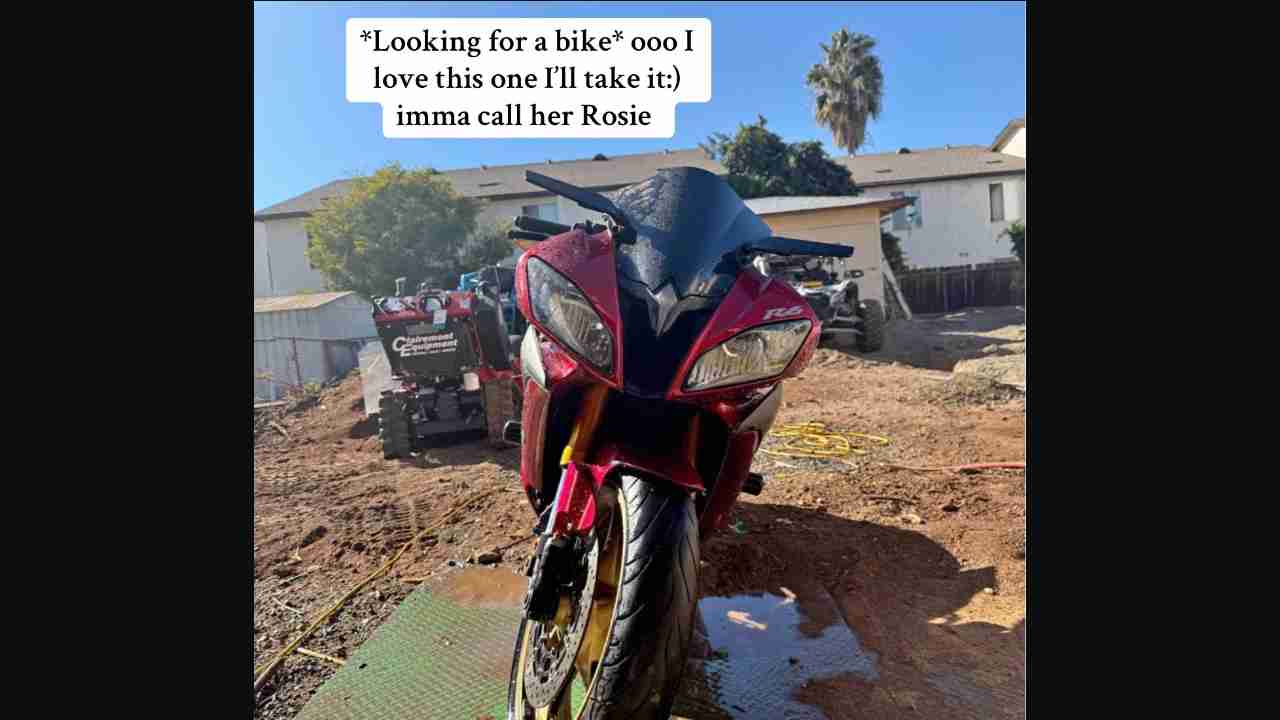 *Looking for a bike* ooo I
love this one I’ll take it:)
imma call her Rosie
R6
Clairemont
Equipment